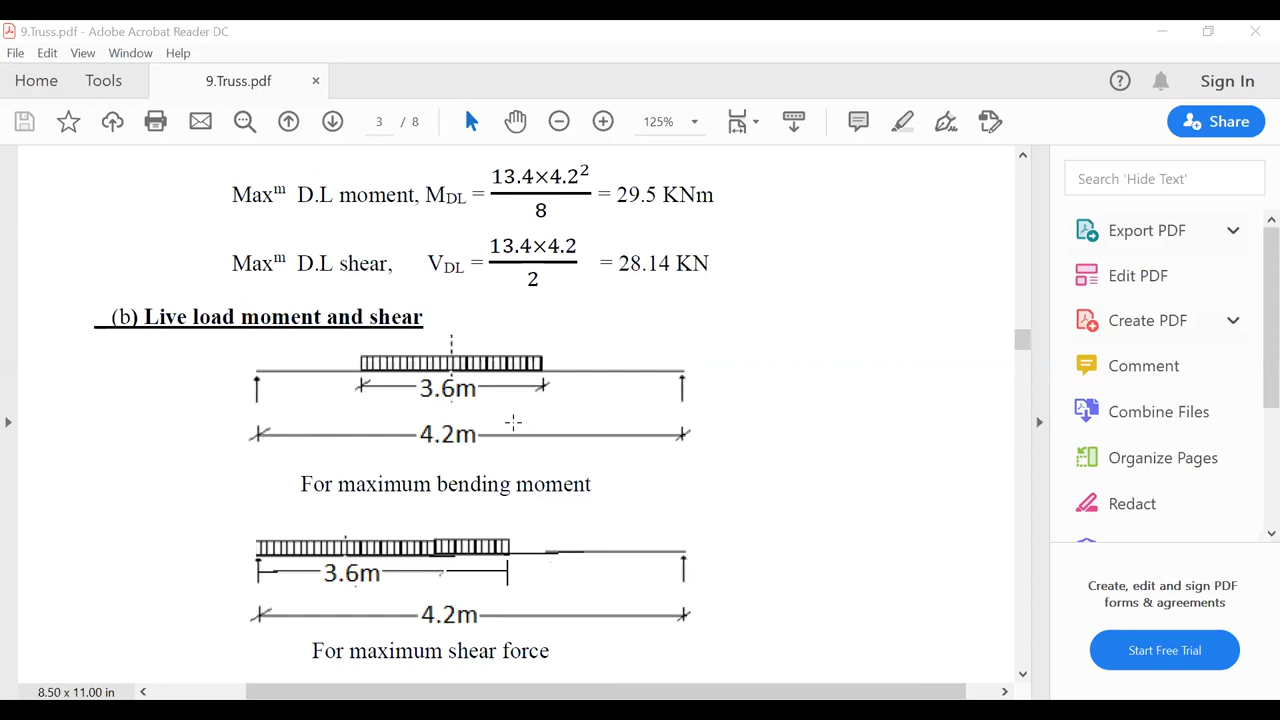 9.Truss.pdf - Adobe Acrobat Reader DC
File Edit View Window Help
Home Tools 9.Truss.pdf × Sign In
3 / 8 125% Share
Maxᵐ D.L moment, M_DL = 13.4×4.2² / 8 = 29.5 KNm
Maxᵐ D.L shear, V_DL = 13.4×4.2 / 2 = 28.14 KN
(b) Live load moment and shear
3.6m
4.2m
For maximum bending moment
3.6m
4.2m
For maximum shear force
8.50 x 11.00 in
Search 'Hide Text'
Export PDF
Edit PDF
Create PDF
Comment
Combine Files
Organize Pages
Redact
Create, edit and sign PDF
forms & agreements
Start Free Trial